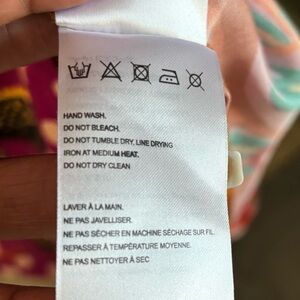 HAND WASH.
DO NOT BLEACH.
DO NOT TUMBLE DRY, LINE DRYING
IRON AT MEDIUM HEAT.
DO NOT DRY CLEAN
LAVER À LA MAIN.
NE PAS JAVELLISER.
NE PAS SÉCHER EN MACHINE SÉCHAGE SUR FIL.
REPASSER À TEMPÉRATURE MOYENNE.
NE PAS NETTOYER À SEC